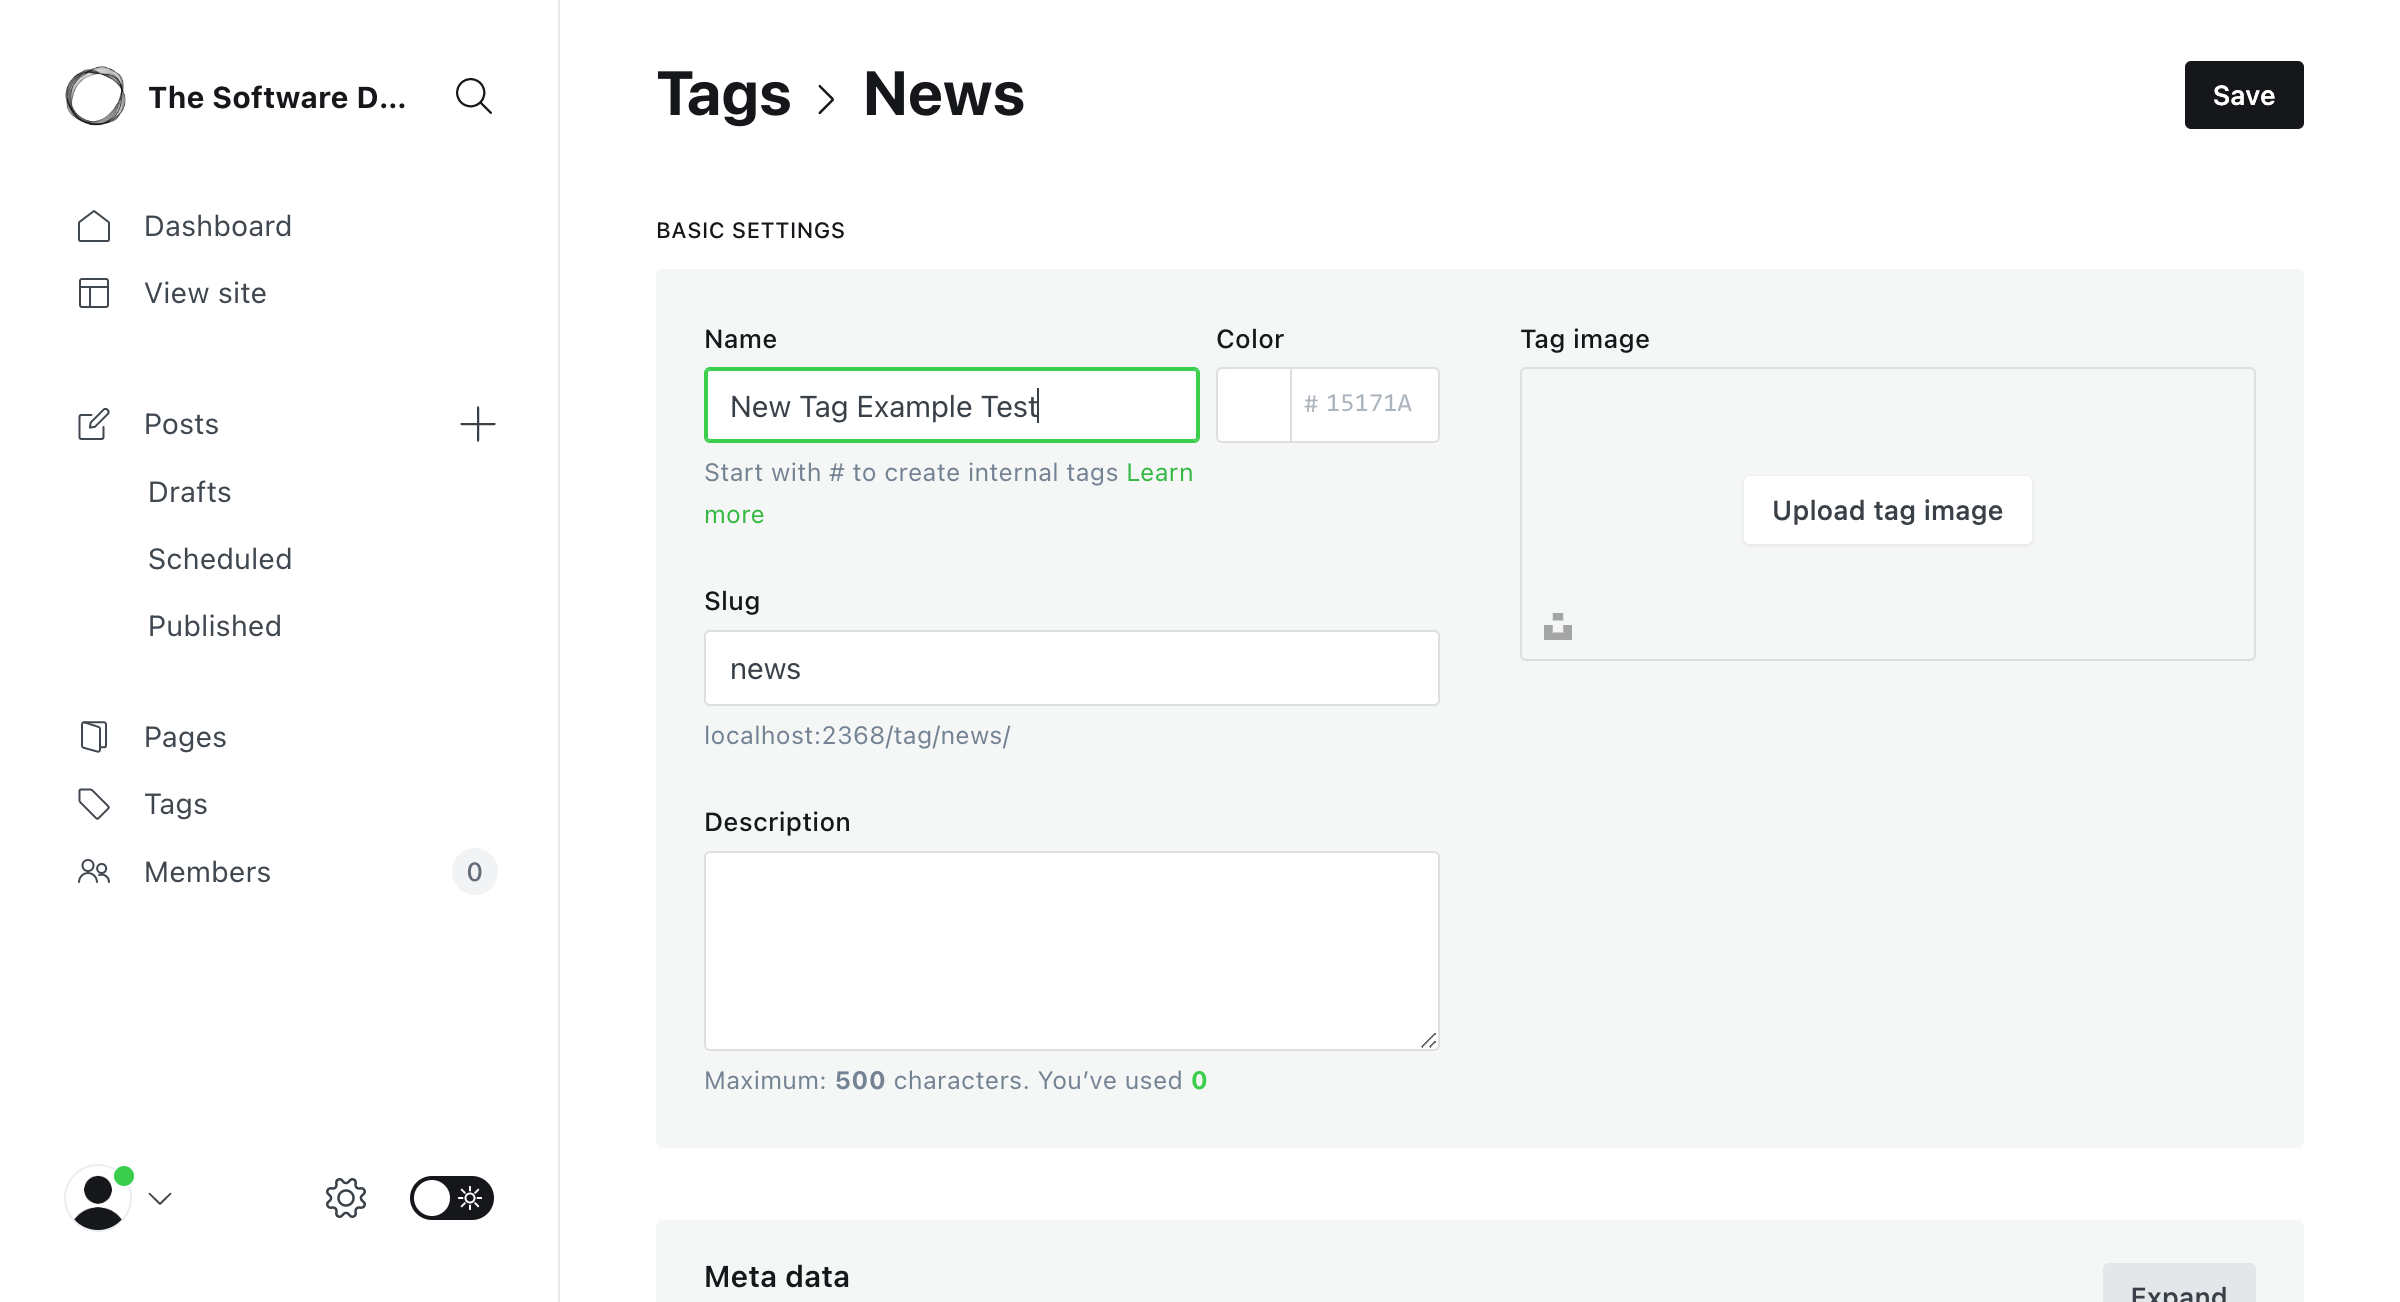 The Software D...
Dashboard
View site
Posts
Drafts
Scheduled
Published
Pages
Tags
Members
0
Tags > News
Save
BASIC SETTINGS
Name
New Tag Example Test
Start with # to create internal tags Learn
more
Color
# 15171A
Tag image
Upload tag image
Slug
news
localhost:2368/tag/news/
Description
Maximum: 500 characters. You’ve used 0
Meta data
Expand